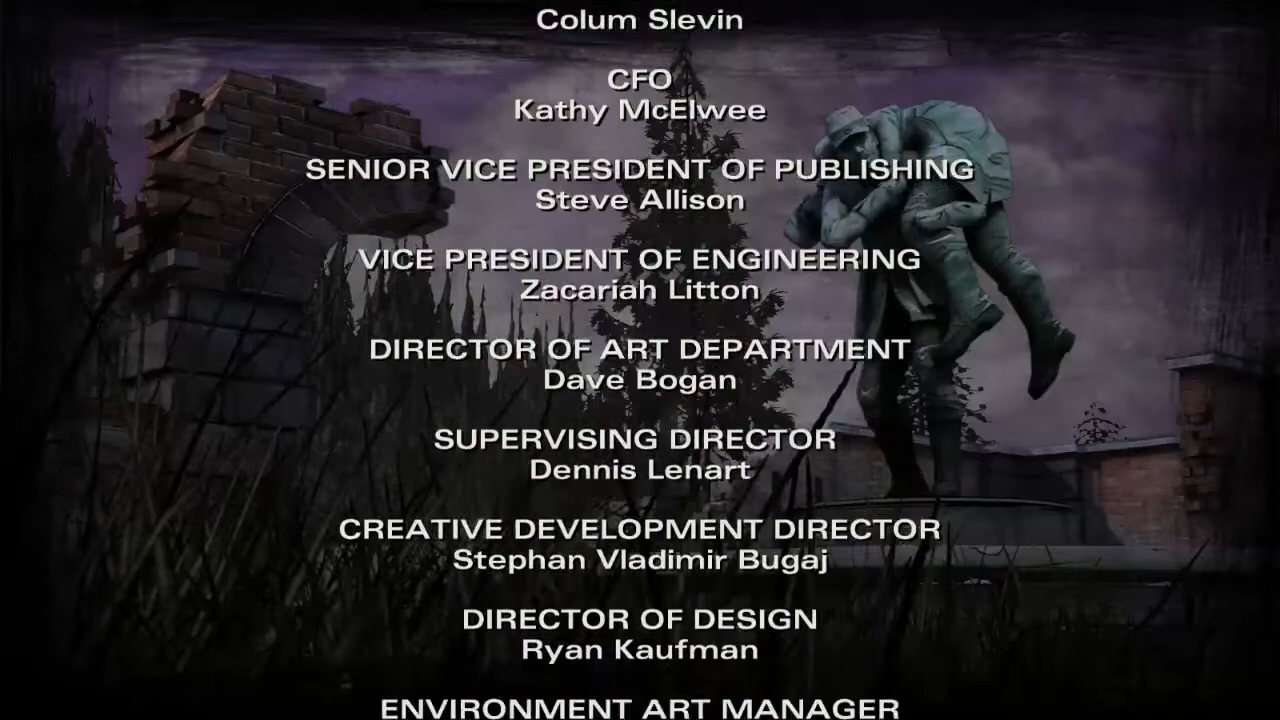 Colum Slevin
CFO
Kathy McElwee
SENIOR VICE PRESIDENT OF PUBLISHING
Steve Allison
VICE PRESIDENT OF ENGINEERING
Zacariah Litton
DIRECTOR OF ART DEPARTMENT
Dave Bogan
SUPERVISING DIRECTOR
Dennis Lenart
CREATIVE DEVELOPMENT DIRECTOR
Stephan Vladimir Bugaj
DIRECTOR OF DESIGN
Ryan Kaufman
ENVIRONMENT ART MANAGER